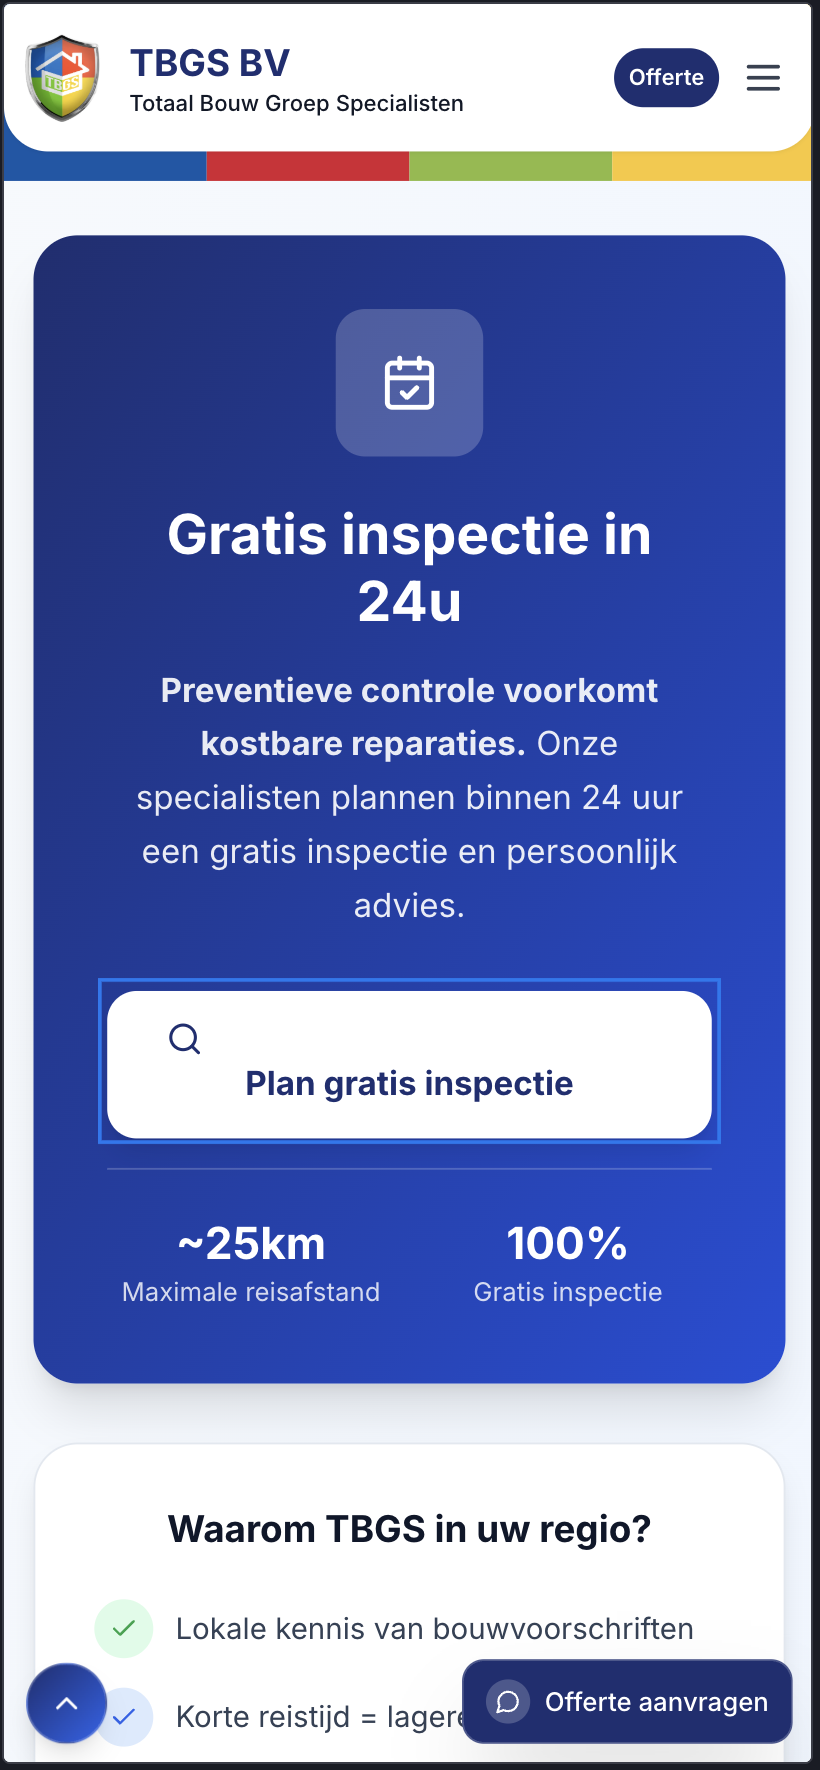 TBGS
TBGS BV
Totaal Bouw Groep Specialisten
Offerte
Gratis inspectie in
24u
Preventieve controle voorkomt
kostbare reparaties. Onze
specialisten plannen binnen 24 uur
een gratis inspectie en persoonlijk
advies.
Plan gratis inspectie
~25km
Maximale reisafstand
100%
Gratis inspectie
Waarom TBGS in uw regio?
Lokale kennis van bouwvoorschriften
Korte reistijd = lagere
Offerte aanvragen